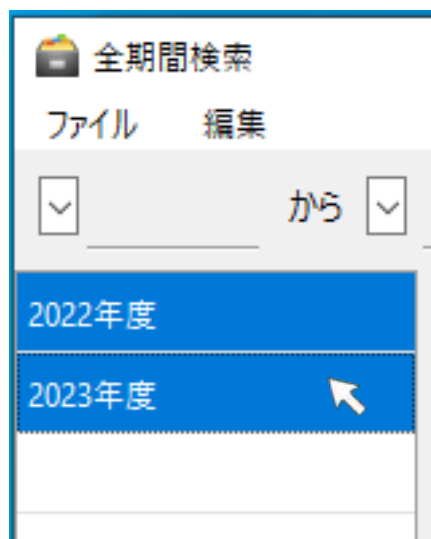 全期間検索
ファイル 編集
から
2022年度
2023年度